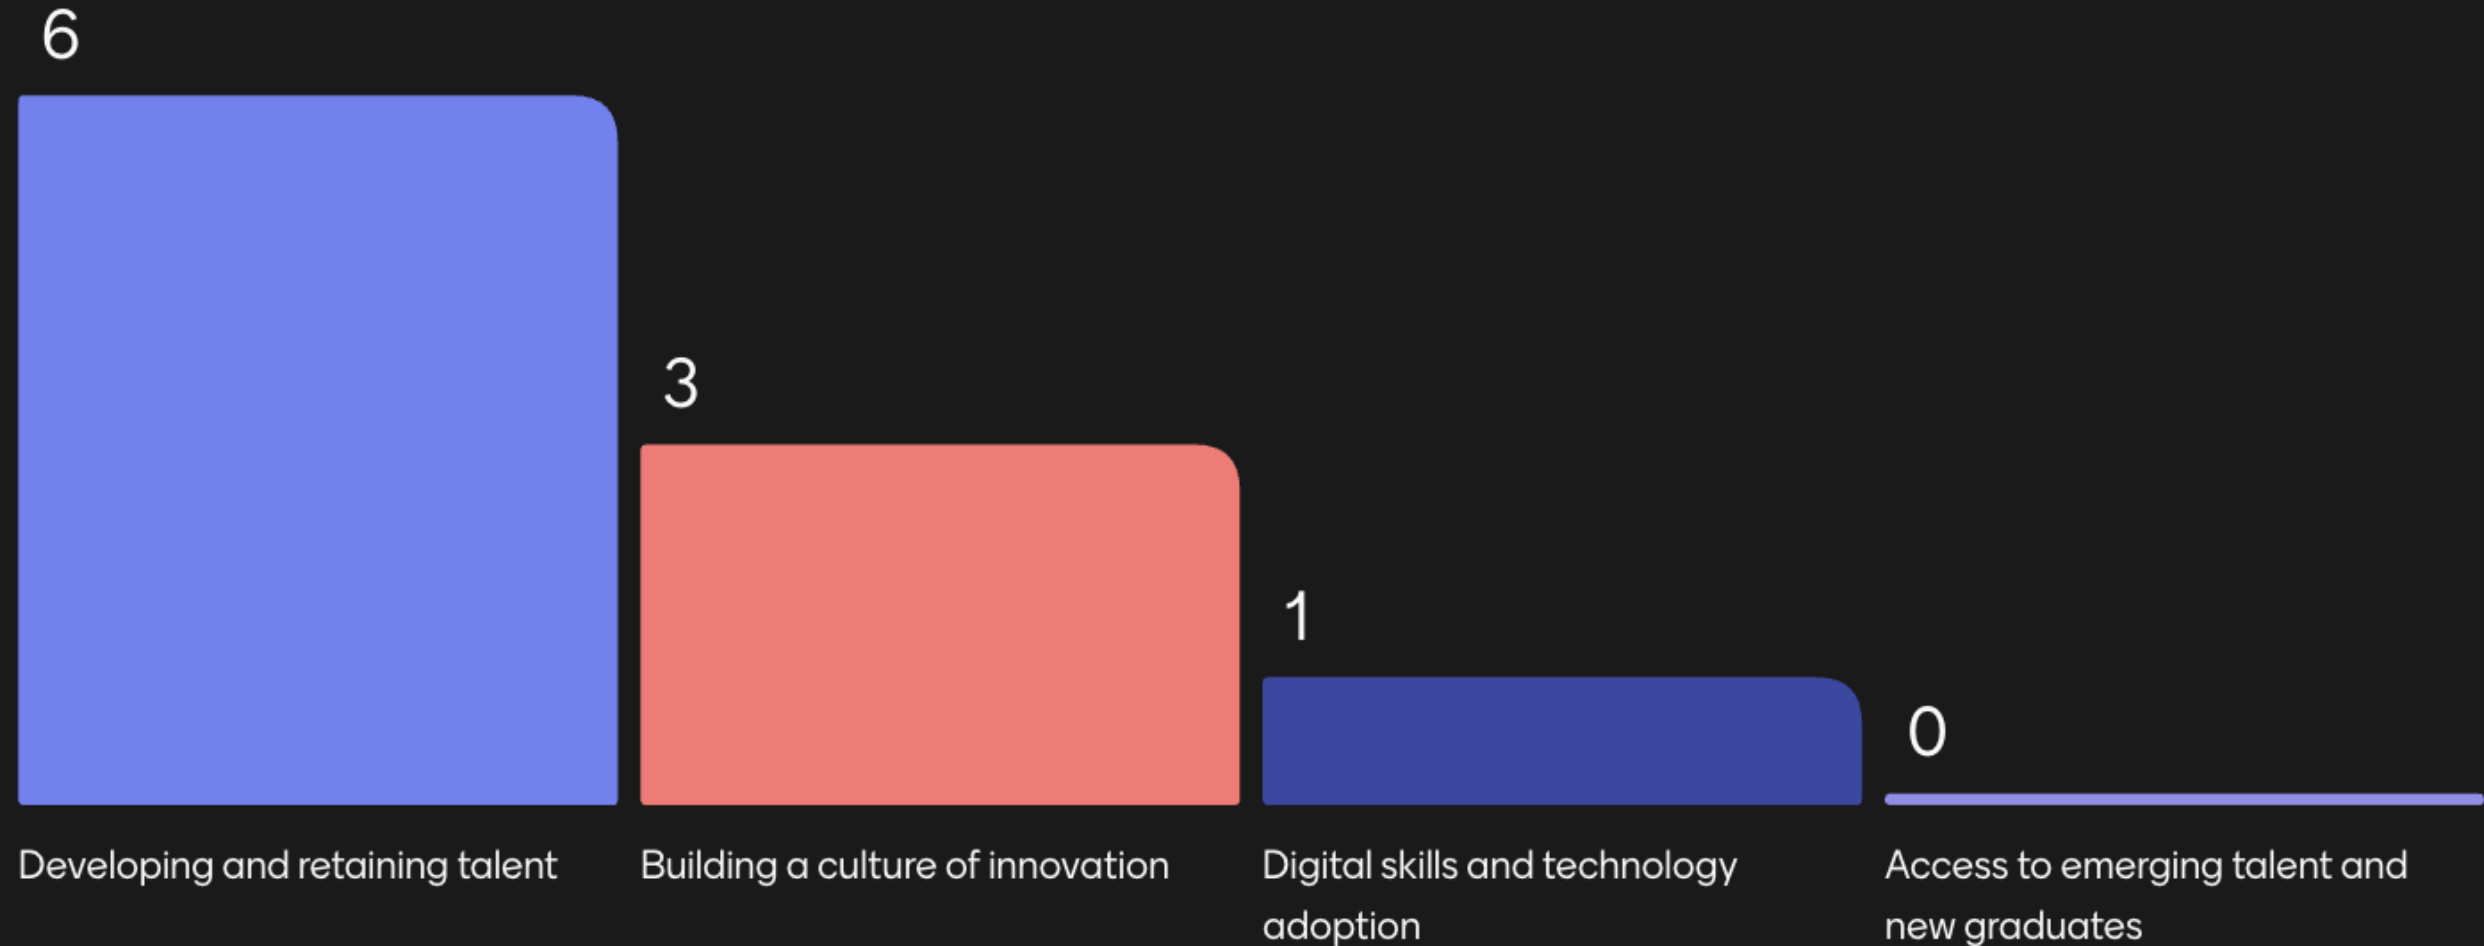 6
3
1
0
Developing and retaining talent
Building a culture of innovation
Digital skills and technology
adoption
Access to emerging talent and
new graduates